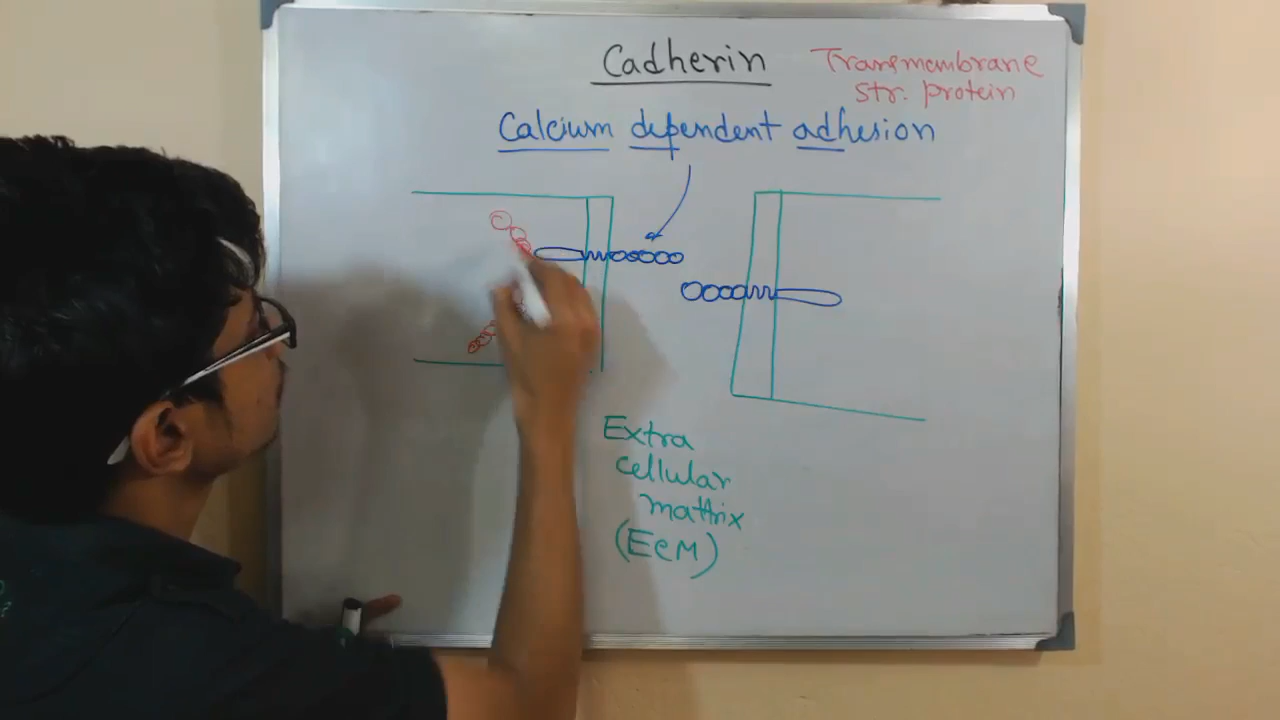 Cadherin
Transmembrane
str. protein
Calcium dependent adhesion
Extra
cellular
mattrix
(ECM)